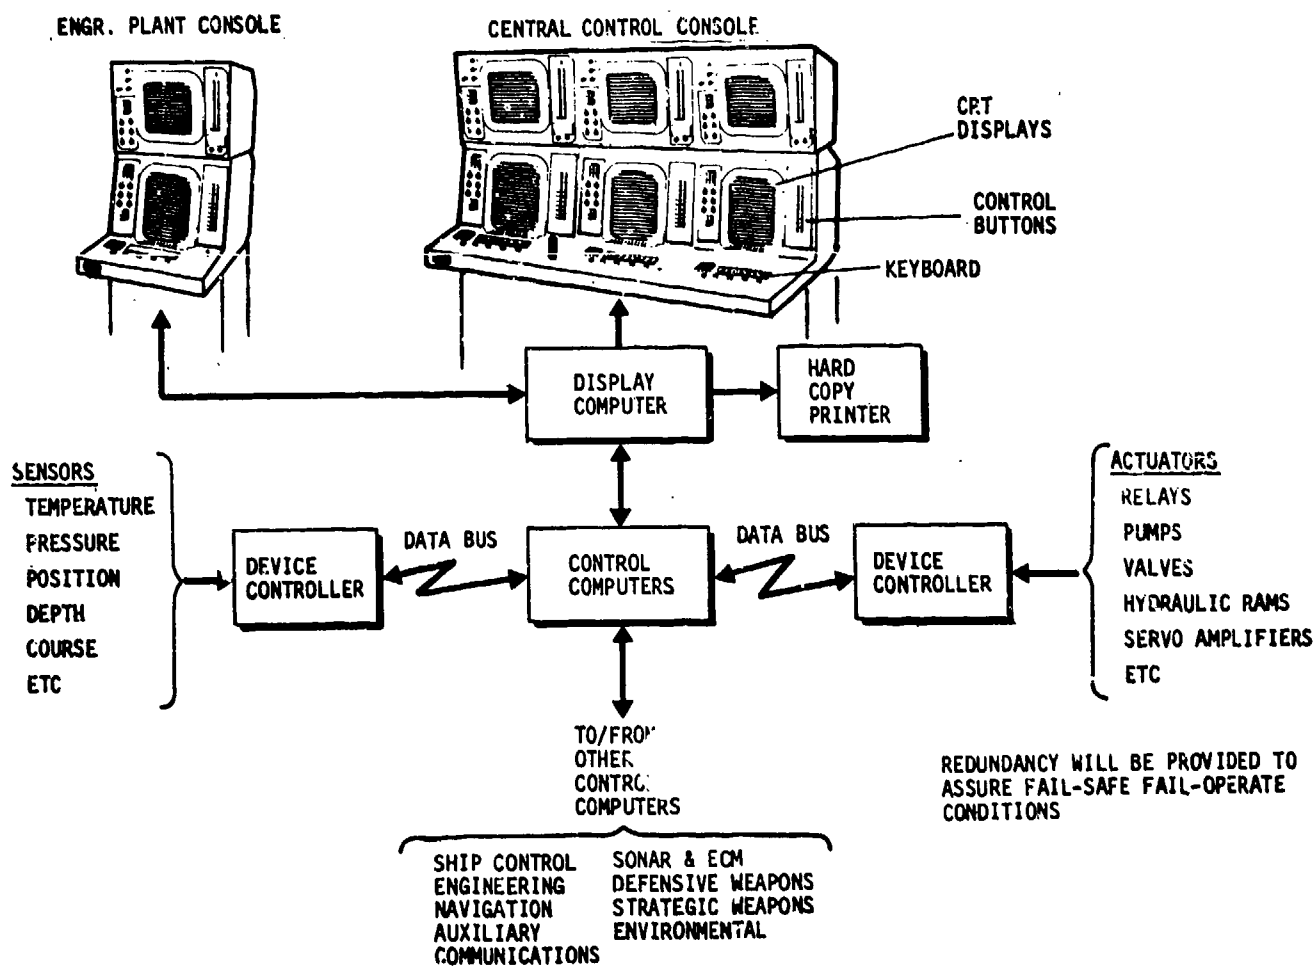 ENGR. PLANT CONSOLE
CENTRAL CONTROL CONSOLE
CRT
DISPLAYS
CONTROL
BUTTONS
KEYBOARD
DISPLAY
COMPUTER
HARD
COPY
PRINTER
SENSORS
TEMPERATURE
PRESSURE
POSITION
DEPTH
COURSE
ETC
DEVICE
CONTROLLER
DATA BUS
CONTROL
COMPUTERS
DATA BUS
DEVICE
CONTROLLER
ACTUATORS
RELAYS
PUMPS
VALVES
HYDRAULIC RAMS
SERVO AMPLIFIERS
ETC
TO/FROM
OTHER
CONTROL
COMPUTERS
REDUNDANCY WILL BE PROVIDED TO
ASSURE FAIL-SAFE FAIL-OPERATE
CONDITIONS
SHIP CONTROL
ENGINEERING
NAVIGATION
AUXILIARY
COMMUNICATIONS
SONAR & ECM
DEFENSIVE WEAPONS
STRATEGIC WEAPONS
ENVIRONMENTAL